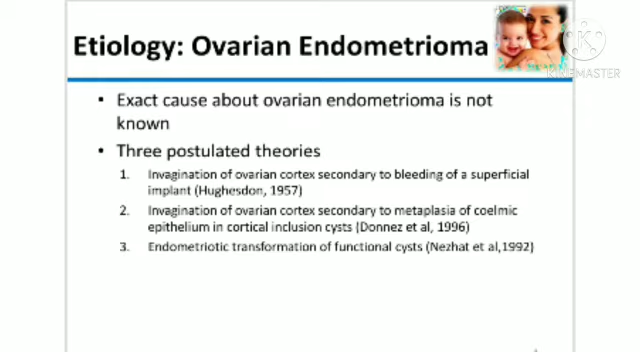 Etiology: Ovarian Endometrioma
KINEMASTER
• Exact cause about ovarian endometrioma is not
known
• Three postulated theories
1. Invagination of ovarian cortex secondary to bleeding of a superficial
implant (Hughesdon, 1957)
2. Invagination of ovarian cortex secondary to metaplasia of coelmic
epithelium in cortical inclusion cysts (Donnez et al, 1996)
3. Endometriotic transformation of functional cysts (Nezhat et al,1992)